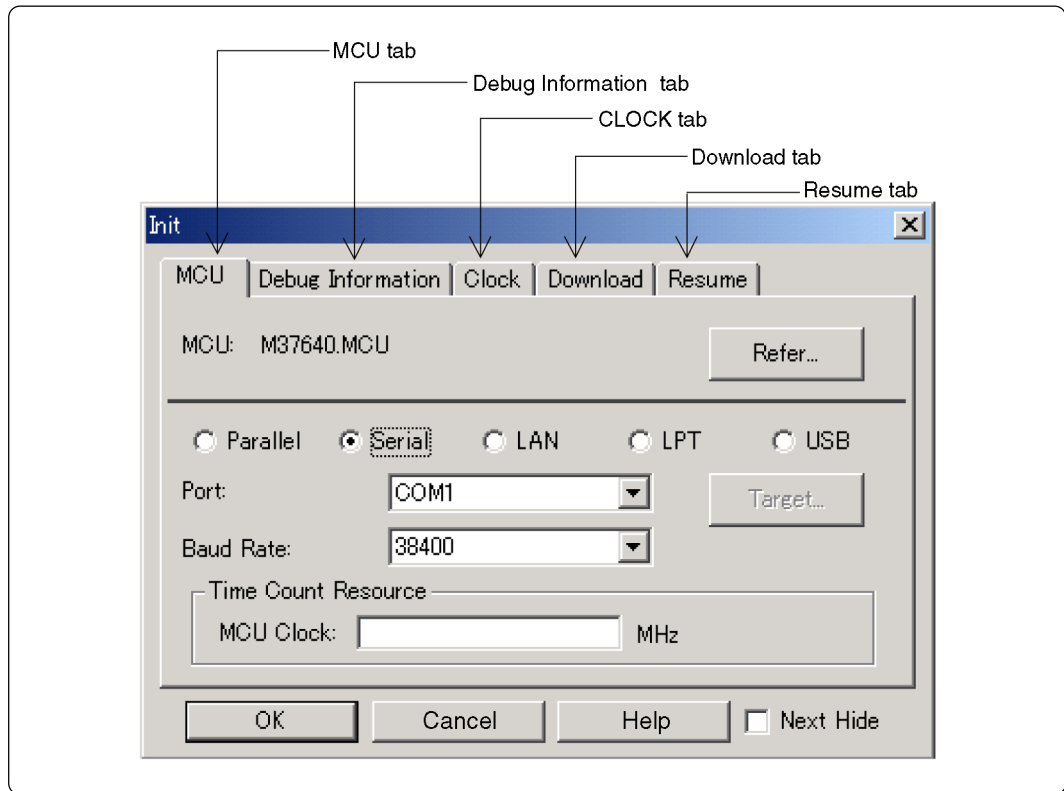 MCU tab
Debug Information tab
CLOCK tab
Download tab
Resume tab
Init
MCU Debug Information Clock Download Resume
MCU: M37640.MCU Refer...
Parallel Serial LAN LPT USB
Port: COM1 Target...
Baud Rate: 38400
Time Count Resource
MCU Clock: MHz
OK Cancel Help Next Hide